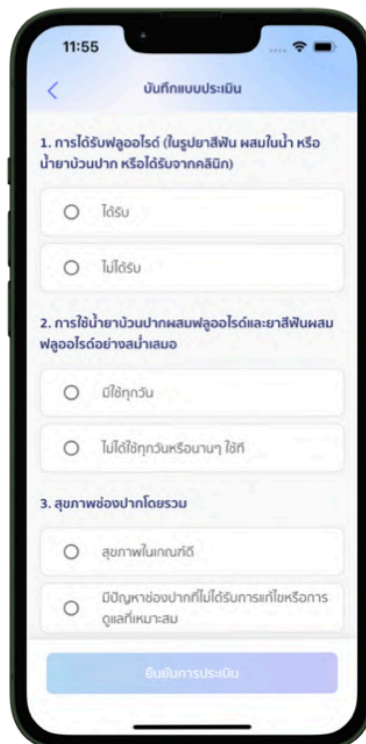 11:55
บันทึกแบบประเมิน
1. การได้รับฟลูออไรด์ (ในรูปยาสีฟัน ผสมในน้ำ หรือ
น้ำยาบ้วนปาก หรือได้รับจากคลินิก)
ได้รับ
ไม่ได้รับ
2. การใช้น้ำยาบ้วนปากผสมฟลูออไรด์และยาสีฟันผสม
ฟลูออไรด์อย่างสม่ำเสมอ
มีใช้ทุกวัน
ไม่ได้ใช้ทุกวันหรือนานๆ ใช้ที
3. สุขภาพช่องปากโดยรวม
สุขภาพในเกณฑ์ดี
มีปัญหาช่องปากที่ไม่ได้รับการแก้ไขหรือการ
ดูแลที่เหมาะสม
ยืนยันการประเมิน